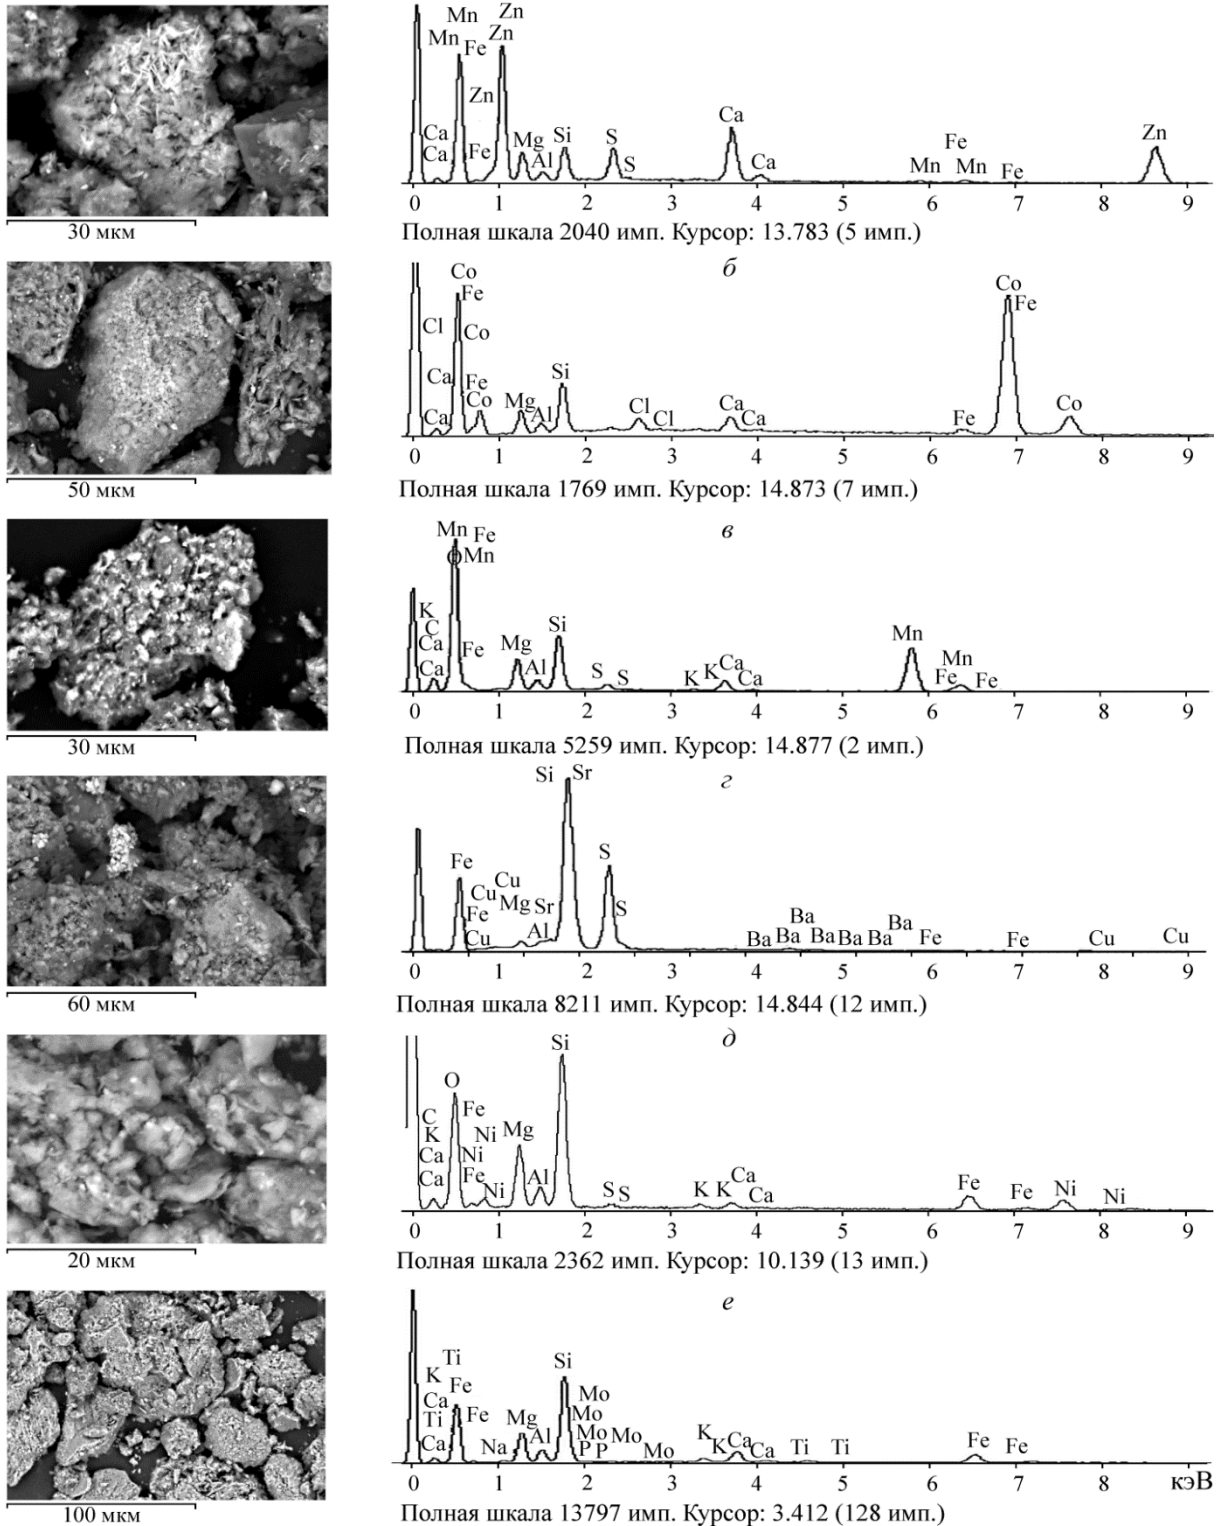 Mn Zn
Mn Fe Zn
Zn
Ca
Ca Fe Mg Al Si S S Ca Ca Mn Fe Mn Fe Zn
0 1 2 3 4 5 6 7 8 9
30 мкм
Полная шкала 2040 имп. Курсор: 13.783 (5 имп.)
б
Co
Fe
Cl Co
Ca Fe
Ca Co Mg Al Si Cl Cl Ca Ca Fe Co Fe Co
0 1 2 3 4 5 6 7 8 9
50 мкм
Полная шкала 1769 имп. Курсор: 14.873 (7 имп.)
в
Mn Fe
O Mn
K
C
Ca Fe
Ca Mg Al Si S S K K Ca Ca Mn Fe Mn Fe
0 1 2 3 4 5 6 7 8 9
30 мкм
Полная шкала 5259 имп. Курсор: 14.877 (2 имп.)
г
Si Sr
Fe Cu S
Cu Mg Sr S
Fe
Cu Al Ba Ba Ba Ba Ba Ba Ba Fe Fe Cu Cu
0 1 2 3 4 5 6 7 8 9
60 мкм
Полная шкала 8211 имп. Курсор: 14.844 (12 имп.)
д
Si
O
C Fe
K Ni Mg
Ca Ni
Ca Fe Ni Al S S K K Ca Ca Fe Fe Ni Ni
0 1 2 3 4 5 6 7 8 9
20 мкм
Полная шкала 2362 имп. Курсор: 10.139 (13 имп.)
е
Ti Si
K Fe Mo
Ca Fe Mo
Ti Mg Al Mo Mo K
Ca Na P P Mo K Ca Ca Ti Ti Fe Fe
0 1 2 3 4 5 6 7 8 кэВ
100 мкм
Полная шкала 13797 имп. Курсор: 3.412 (128 имп.)